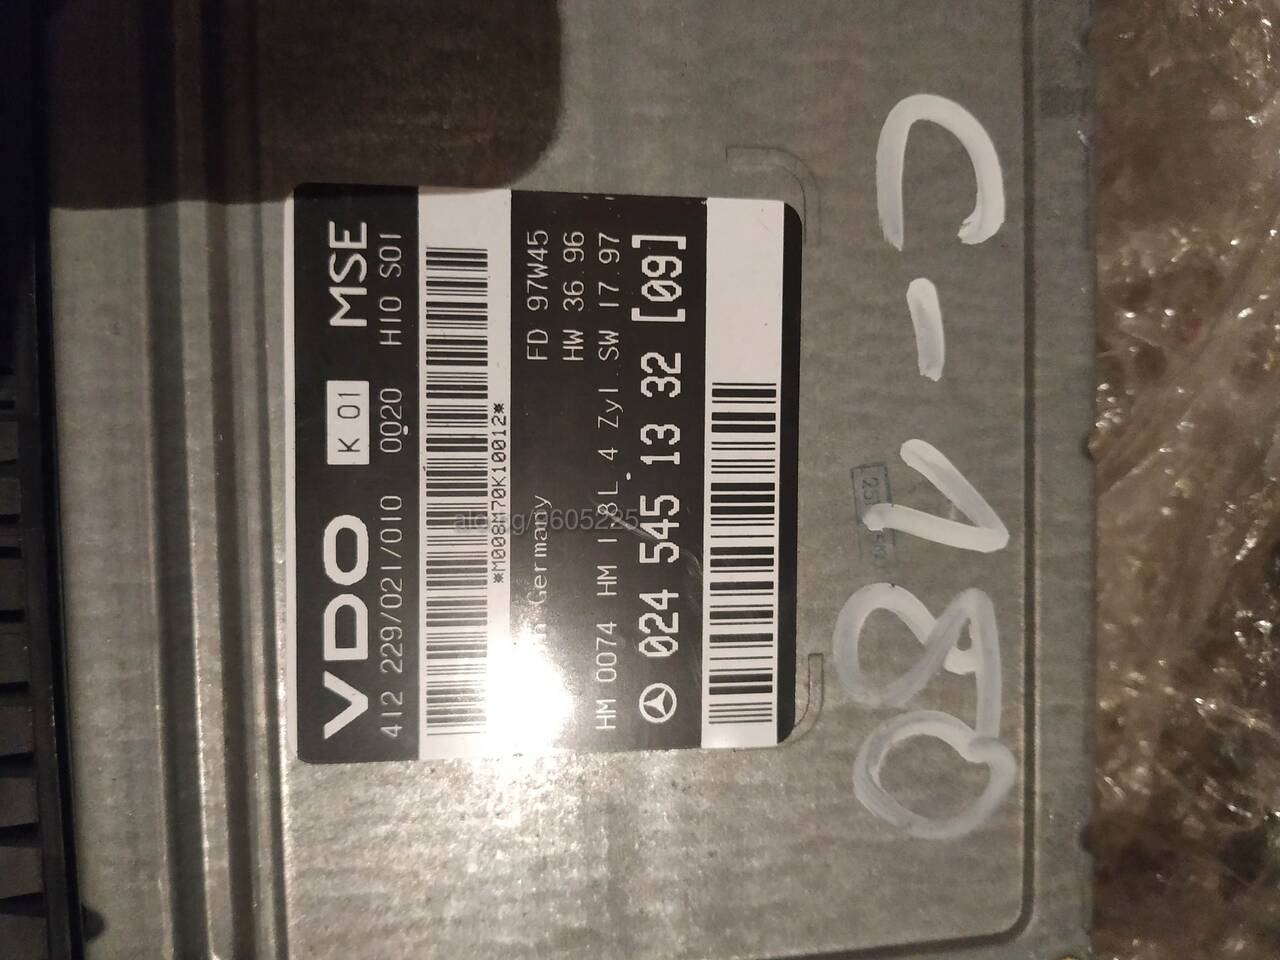 VDO K 01 MSE
412 229/021/010 0020 H10 S01
*M008M70K10012*
Germany FD 97W45
HW 36.96
HM 0074 HM 1,8L 4 Zyl. SW 17.97
024 545 13 32 [09]
C-180